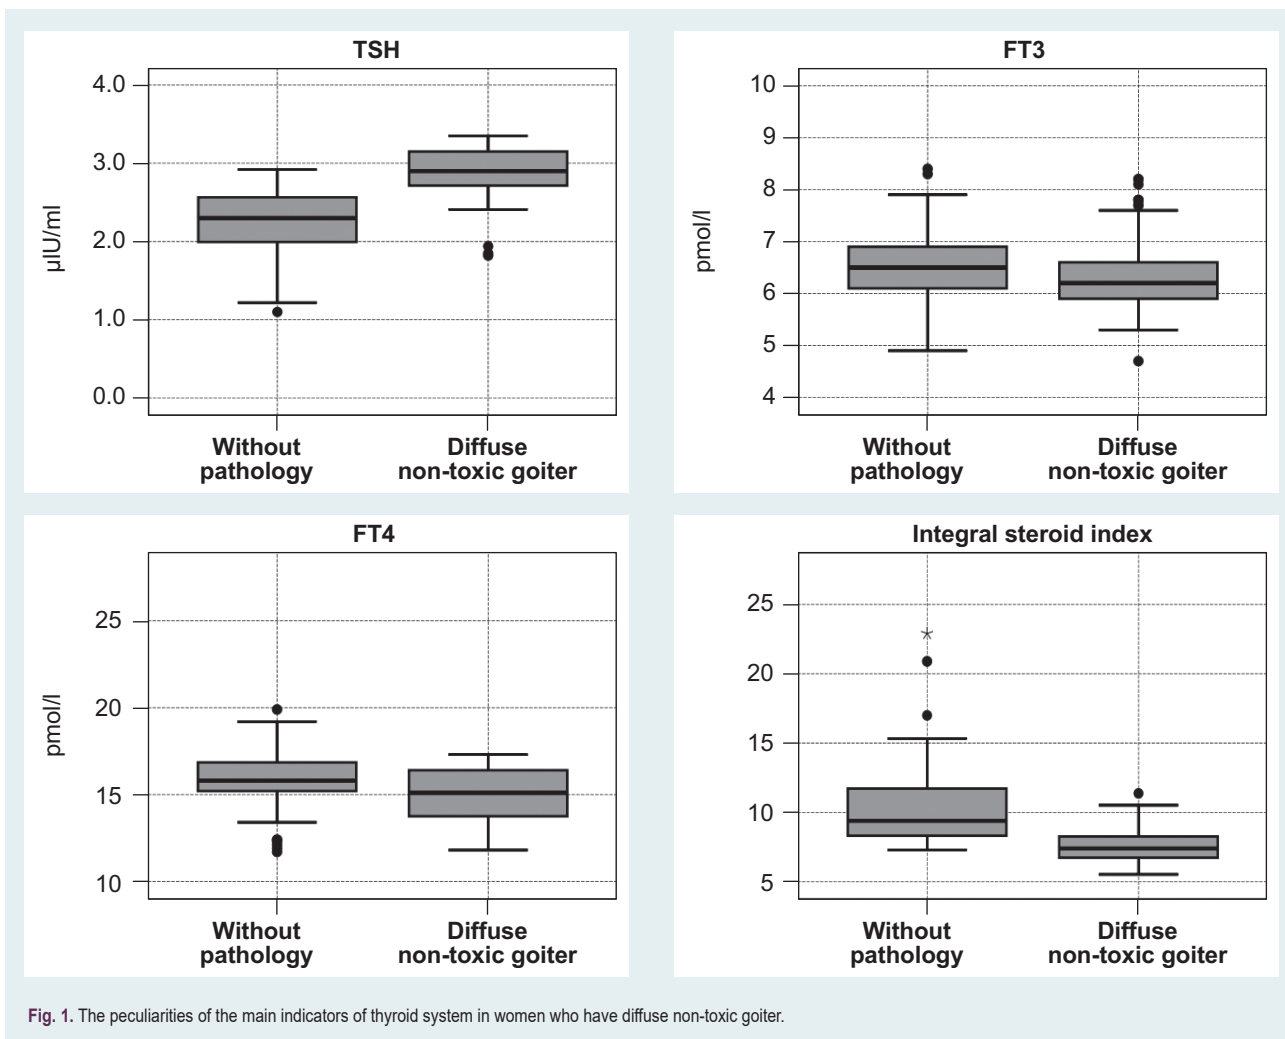 TSH
µIU/ml
4.0
3.0
2.0
1.0
0.0
Without
pathology
Diffuse
non-toxic goiter
FT3
pmol/l
10
9
8
7
6
5
4
Without
pathology
Diffuse
non-toxic goiter
FT4
pmol/l
25
20
15
10
Without
pathology
Diffuse
non-toxic goiter
Integral steroid index
25
20
15
10
5
Without
pathology
Diffuse
non-toxic goiter
Fig. 1. The peculiarities of the main indicators of thyroid system in women who have diffuse non-toxic goiter.